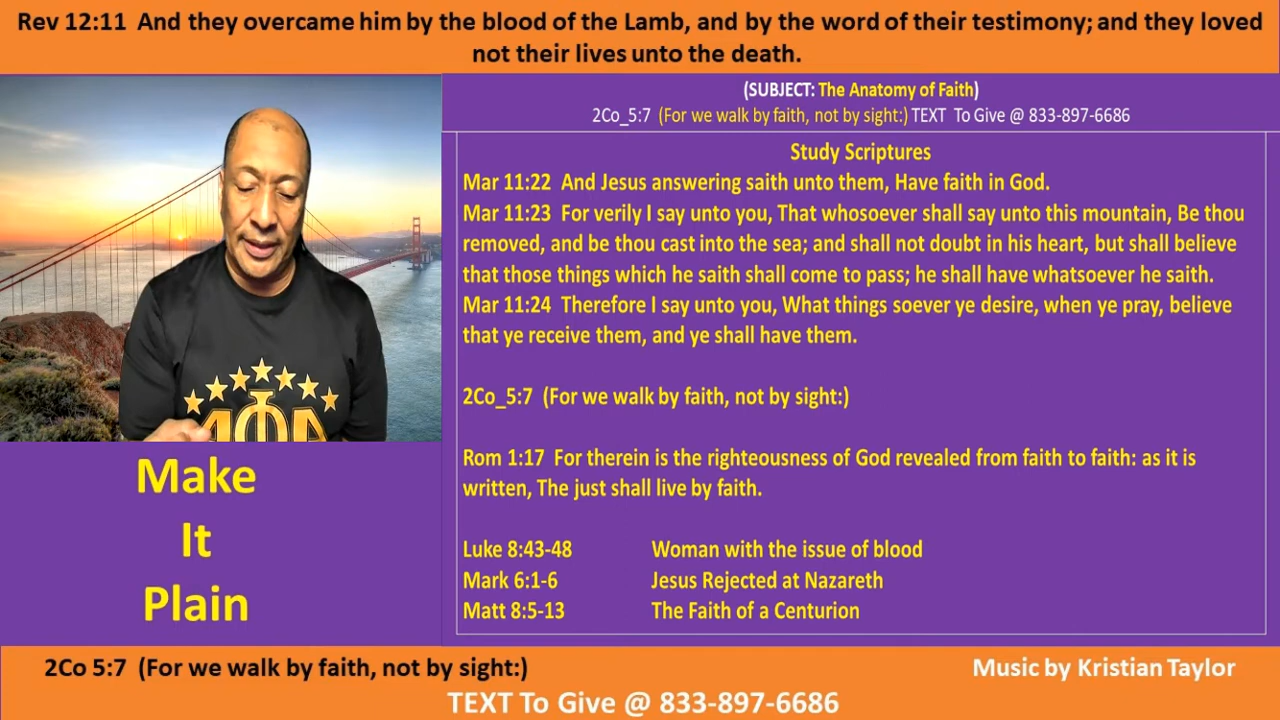 Rev 12:11  And they overcame him by the blood of the Lamb, and by the word of their testimony; and they loved
not their lives unto the death.
(SUBJECT: The Anatomy of Faith)
2Co_5:7  (For we walk by faith, not by sight:) TEXT  To Give @ 833-897-6686
Study Scriptures
Mar 11:22  And Jesus answering saith unto them, Have faith in God.
Mar 11:23  For verily I say unto you, That whosoever shall say unto this mountain, Be thou
removed, and be thou cast into the sea; and shall not doubt in his heart, but shall believe
that those things which he saith shall come to pass; he shall have whatsoever he saith.
Mar 11:24  Therefore I say unto you, What things soever ye desire, when ye pray, believe
that ye receive them, and ye shall have them.
2Co_5:7  (For we walk by faith, not by sight:)
Rom 1:17  For therein is the righteousness of God revealed from faith to faith: as it is
written, The just shall live by faith.
Luke 8:43-48 Woman with the issue of blood
Mark 6:1-6 Jesus Rejected at Nazareth
Matt 8:5-13 The Faith of a Centurion
ΑΦΑ
Make
It
Plain
2Co 5:7  (For we walk by faith, not by sight:)
Music by Kristian Taylor
TEXT To Give @ 833-897-6686